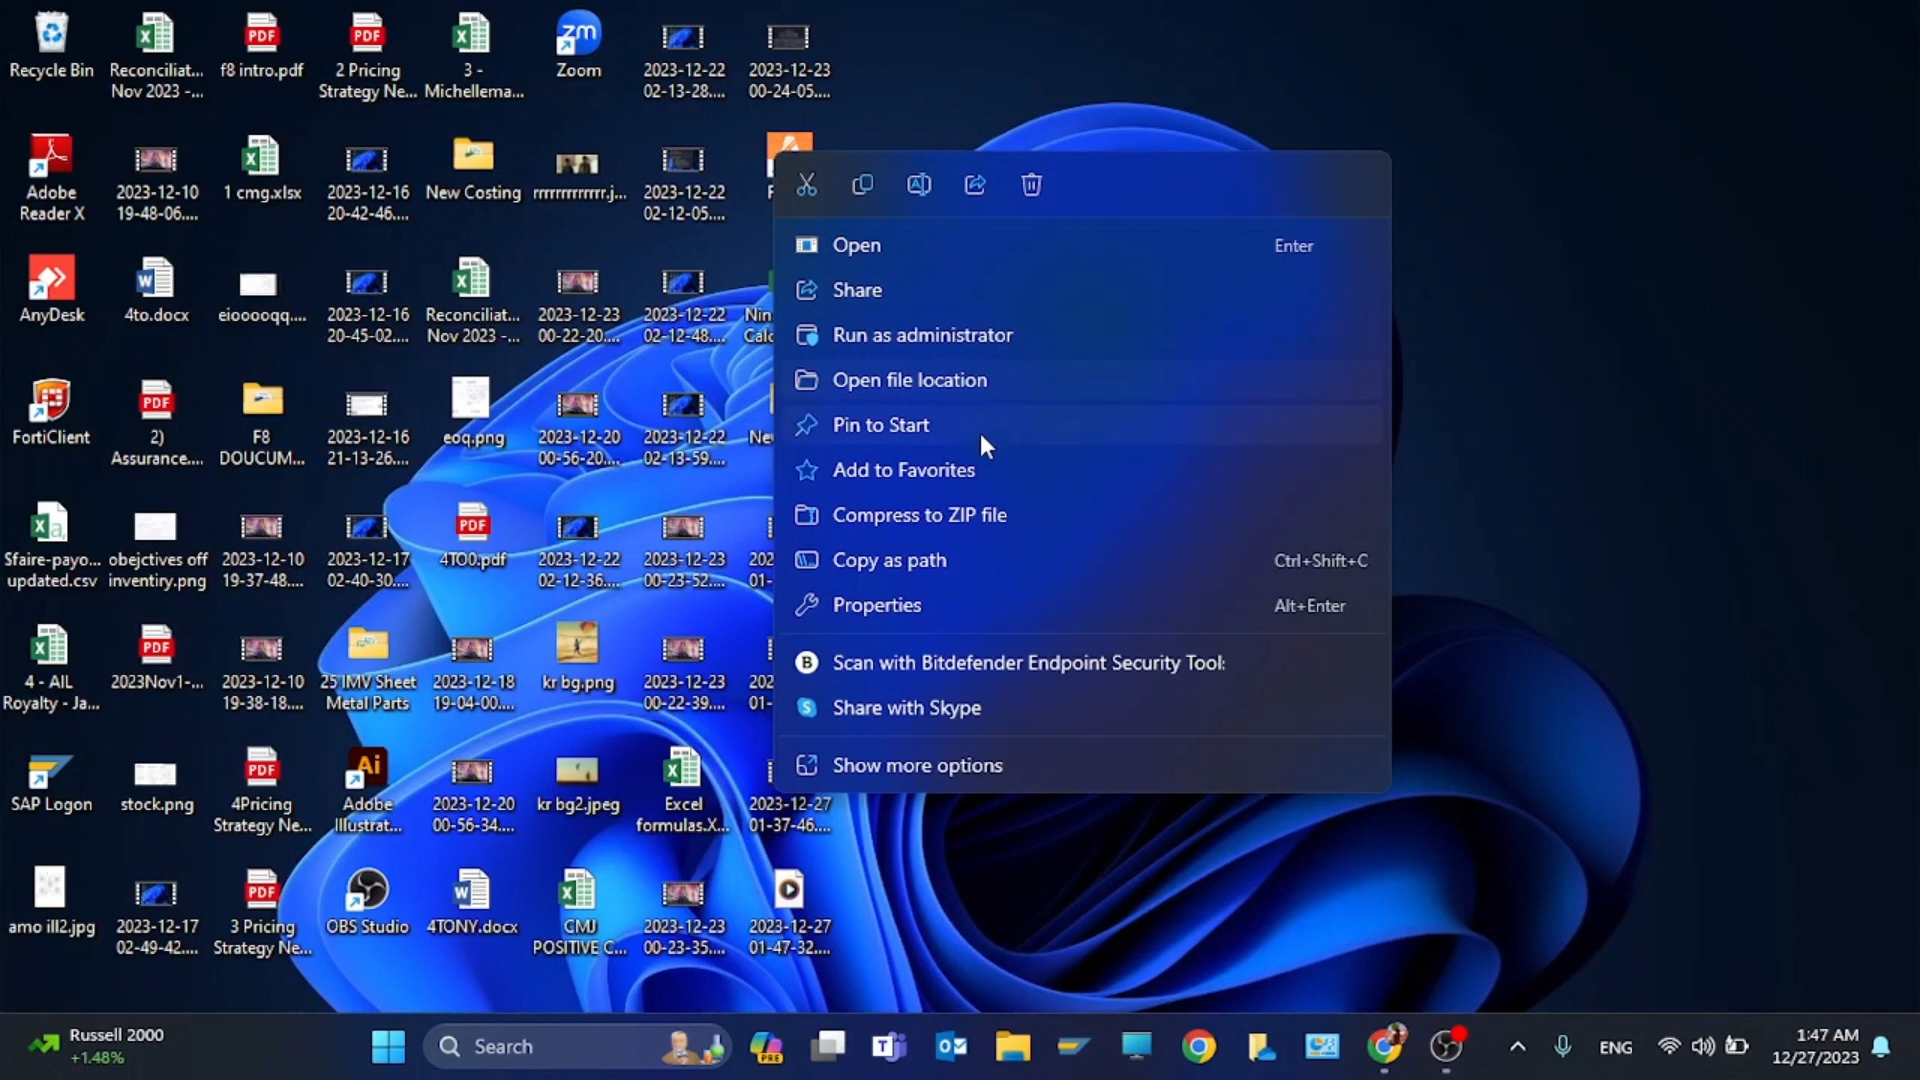 Recycle Bin
Reconciliat...
Nov 2023 -...
f8 intro.pdf
2 Pricing
Strategy Ne...
3 -
Michellema...
Zoom
2023-12-22
02-13-28....
2023-12-23
00-24-05....
Adobe
Reader X
2023-12-10
19-48-06....
1 cmg.xlsx
2023-12-16
20-42-46....
New Costing
rrrrrrrrrrrrr.j...
2023-12-22
02-12-05....
AnyDesk
4to.docx
eiooooqq....
2023-12-16
20-45-02....
Reconciliat...
Nov 2023 -...
2023-12-23
00-22-20....
2023-12-22
02-12-48....
Nin
Calc
FortiClient
2)
Assurance....
F8
DOUCUM...
2023-12-16
21-13-26....
eoq.png
2023-12-20
00-56-20....
2023-12-22
02-13-59....
Ne
$faire-payo...
updated.csv
obejctives off
inventiry.png
2023-12-10
19-37-48....
2023-12-17
02-40-30....
4TO0.pdf
2023-12-22
02-12-36....
2023-12-23
00-23-52....
202
01-
4 - AIL
Royalty - Ja...
2023Nov1-...
2023-12-10
19-38-18....
25 IMV Sheet
Metal Parts
2023-12-18
19-04-00....
kr bg.png
2023-12-23
00-22-39....
202
01-
SAP Logon
stock.png
4Pricing
Strategy Ne...
Adobe
Illustrat...
2023-12-20
00-56-34....
kr bg2.jpeg
Excel
formulas.X...
2023-12-27
01-37-46....
amo ill2.jpg
2023-12-17
02-49-42....
3 Pricing
Strategy Ne...
OBS Studio
4TONY.docx
CMJ
POSITIVE C...
2023-12-23
00-23-35....
2023-12-27
01-47-32....
Open Enter
Share
Run as administrator
Open file location
Pin to Start
Add to Favorites
Compress to ZIP file
Copy as path Ctrl+Shift+C
Properties Alt+Enter
Scan with Bitdefender Endpoint Security Tool:
Share with Skype
Show more options
Russell 2000
+1.48%
Search
PRE
ENG
1:47 AM
12/27/2023